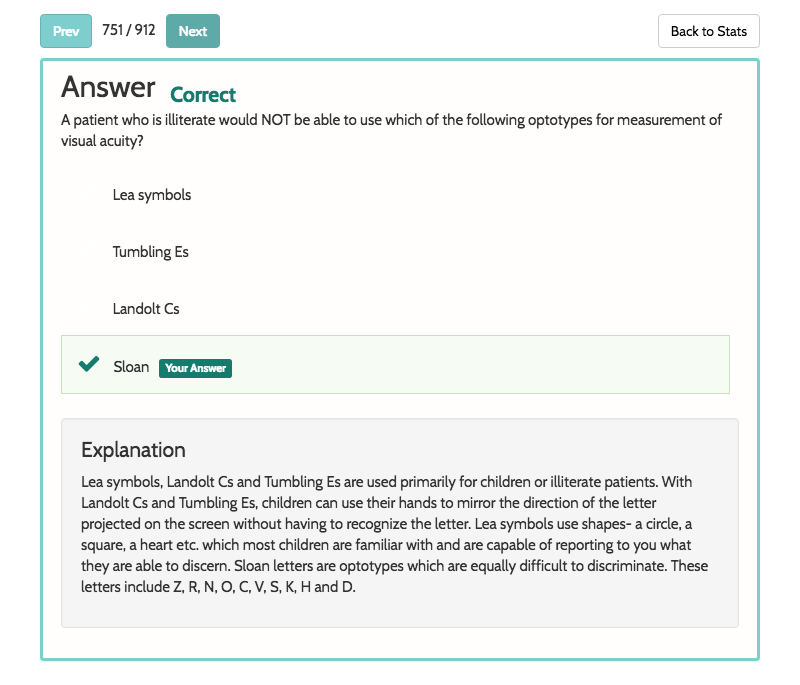 Prev 751 / 912 Next Back to Stats
Answer Correct
A patient who is illiterate would NOT be able to use which of the following optotypes for measurement of
visual acuity?
Lea symbols
Tumbling Es
Landolt Cs
Sloan Your Answer
Explanation
Lea symbols, Landolt Cs and Tumbling Es are used primarily for children or illiterate patients. With
Landolt Cs and Tumbling Es, children can use their hands to mirror the direction of the letter
projected on the screen without having to recognize the letter. Lea symbols use shapes- a circle, a
square, a heart etc. which most children are familiar with and are capable of reporting to you what
they are able to discern. Sloan letters are optotypes which are equally difficult to discriminate. These
letters include Z, R, N, O, C, V, S, K, H and D.